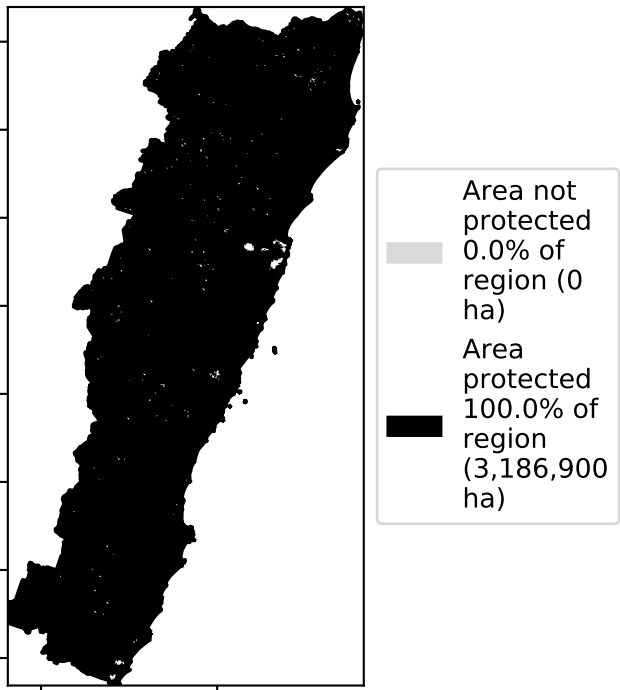 Area not
protected
0.0% of
region (0
ha)
Area
protected
100.0% of
region
(3,186,900
ha)